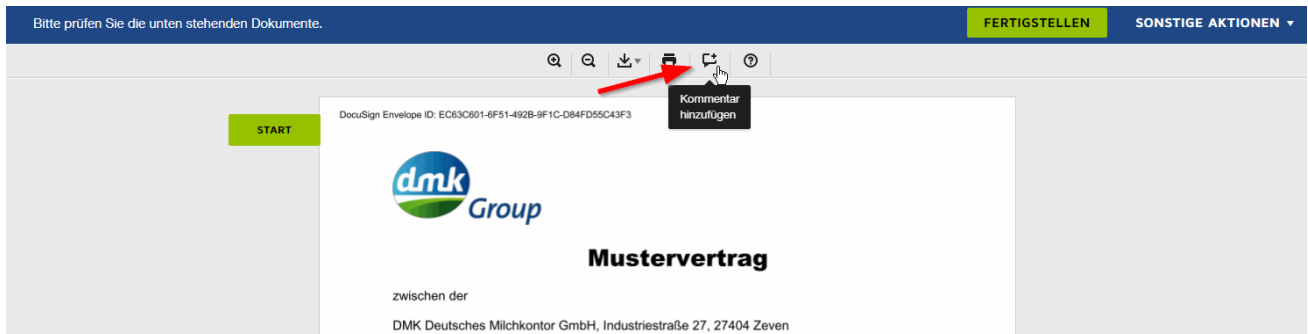 Bitte prüfen Sie die unten stehenden Dokumente.
FERTIGSTELLEN
SONSTIGE AKTIONEN
Kommentar
hinzufügen
START
DocuSign Envelope ID: EC63C601-6F51-492B-9F1C-D84FD55C43F3
dmk
Group
Mustervertrag
zwischen der
DMK Deutsches Milchkontor GmbH, Industriestraße 27, 27404 Zeven